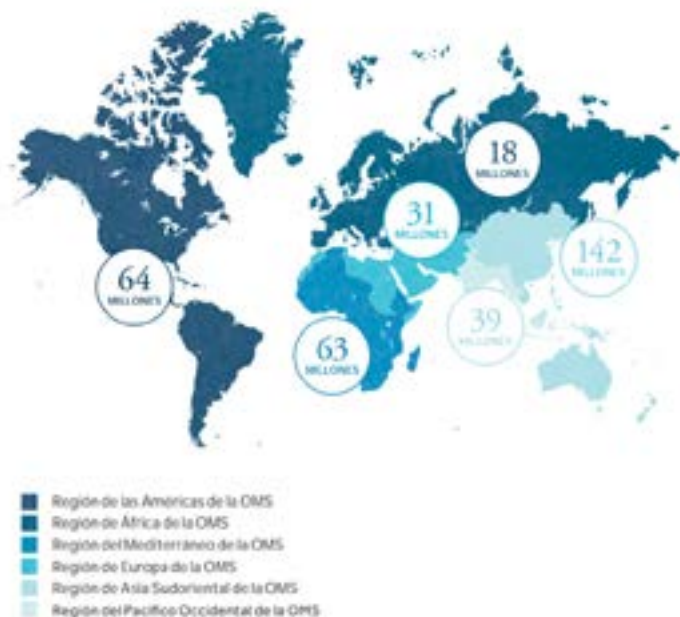 18
MILLONES
31
MILLONES
142
MILLONES
64
MILLONES
39
MILLONES
63
MILLONES
Región de las Américas de la OMS
Región de África de la OMS
Región del Mediterráneo de la OMS
Región de Europa de la OMS
Región de Asia Sudoriental de la OMS
Región del Pacífico Occidental de la OMS